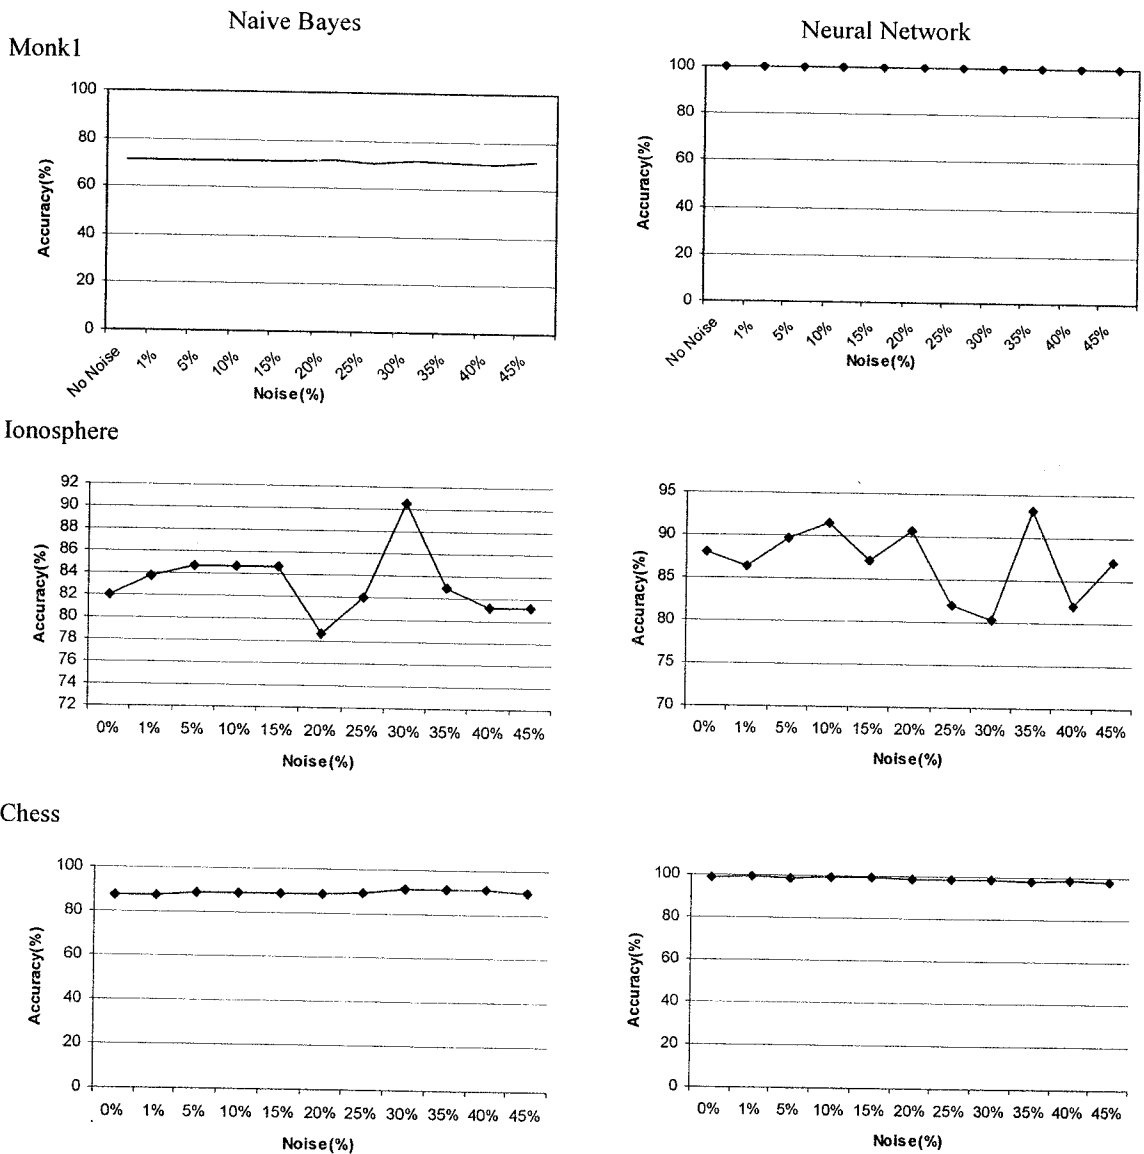 Naive Bayes
Neural Network
Monk1
100
80
60
40
20
0
Accuracy(%)
No Noise 1% 5% 10% 15% 20% 25% 30% 35% 40% 45%
Noise(%)
100
80
60
40
20
0
Accuracy(%)
No Noise 1% 5% 10% 15% 20% 25% 30% 35% 40% 45%
Noise(%)
Ionosphere
92
90
88
86
84
82
80
78
76
74
72
Accuracy(%)
0% 1% 5% 10% 15% 20% 25% 30% 35% 40% 45%
Noise(%)
95
90
85
80
75
70
Accuracy(%)
0% 1% 5% 10% 15% 20% 25% 30% 35% 40% 45%
Noise(%)
Chess
100
80
60
40
20
0
Accuracy(%)
0% 1% 5% 10% 15% 20% 25% 30% 35% 40% 45%
Noise(%)
100
80
60
40
20
0
Accuracy(%)
0% 1% 5% 10% 15% 20% 25% 30% 35% 40% 45%
Noise(%)